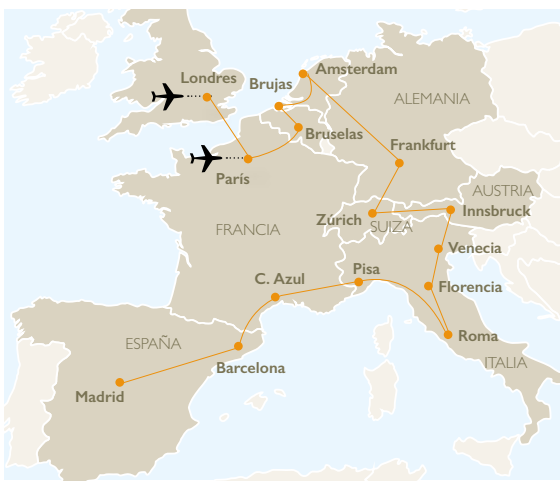 Londres
Brujas
Amsterdam
ALEMANIA
Bruselas
Frankfurt
París
AUSTRIA
Zúrich
SUIZA
Innsbruck
FRANCIA
Venecia
C. Azul
Pisa
Florencia
ESPAÑA
Barcelona
Roma
ITALIA
Madrid